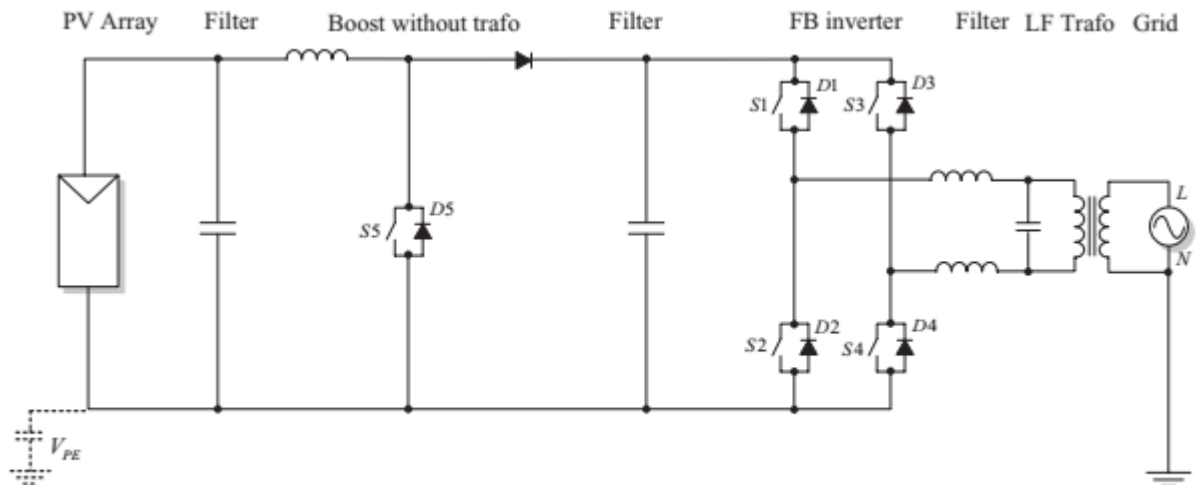 PV Array Filter Boost without trafo Filter FB inverter Filter LF Trafo Grid
D1 D3
S1 S3
L
D5
S5
N
D2 D4
S2 S4
V_PE